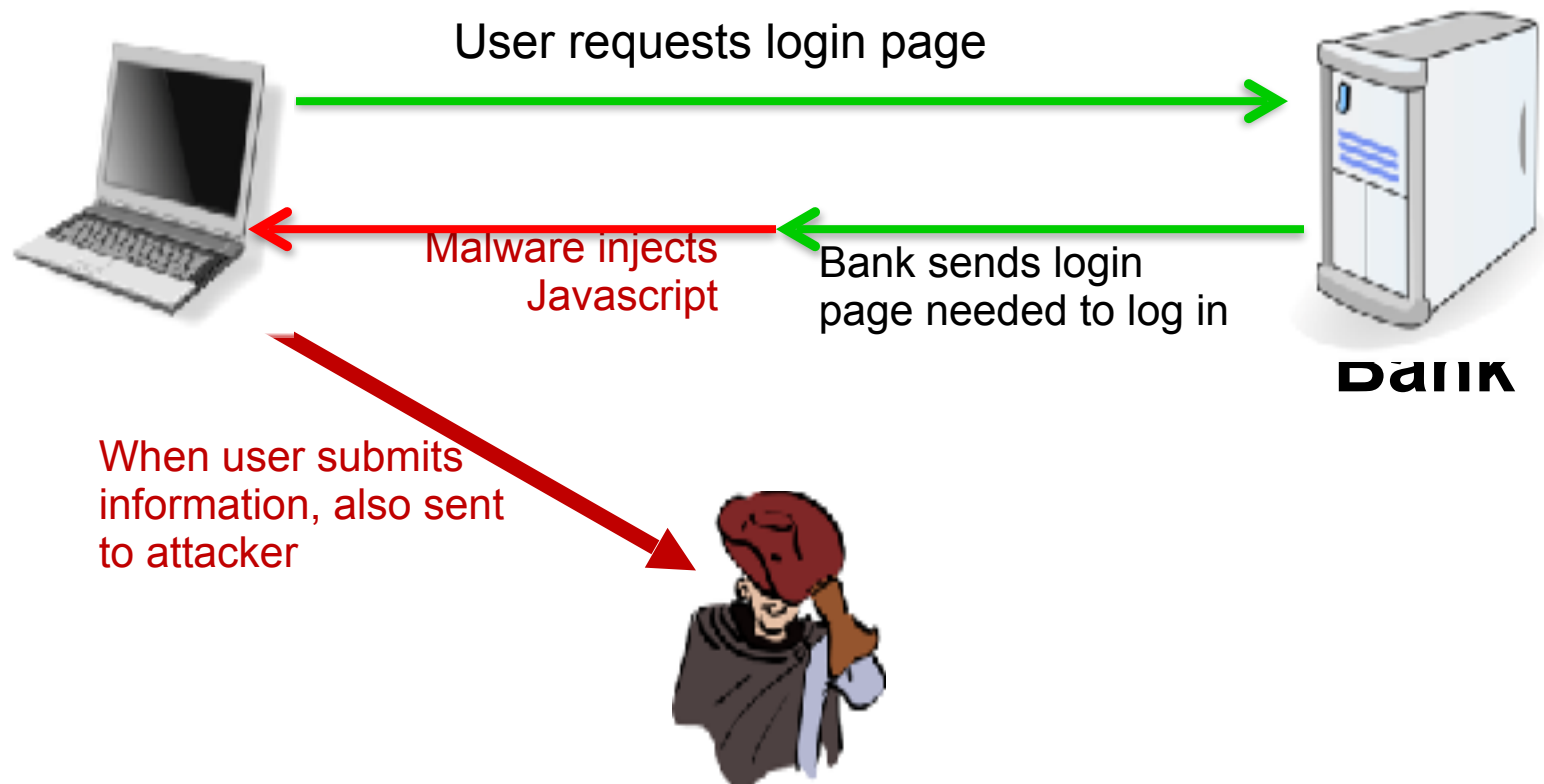 User requests login page
Malware injects
Javascript
Bank sends login
page needed to log in
Bank
When user submits
information, also sent
to attacker